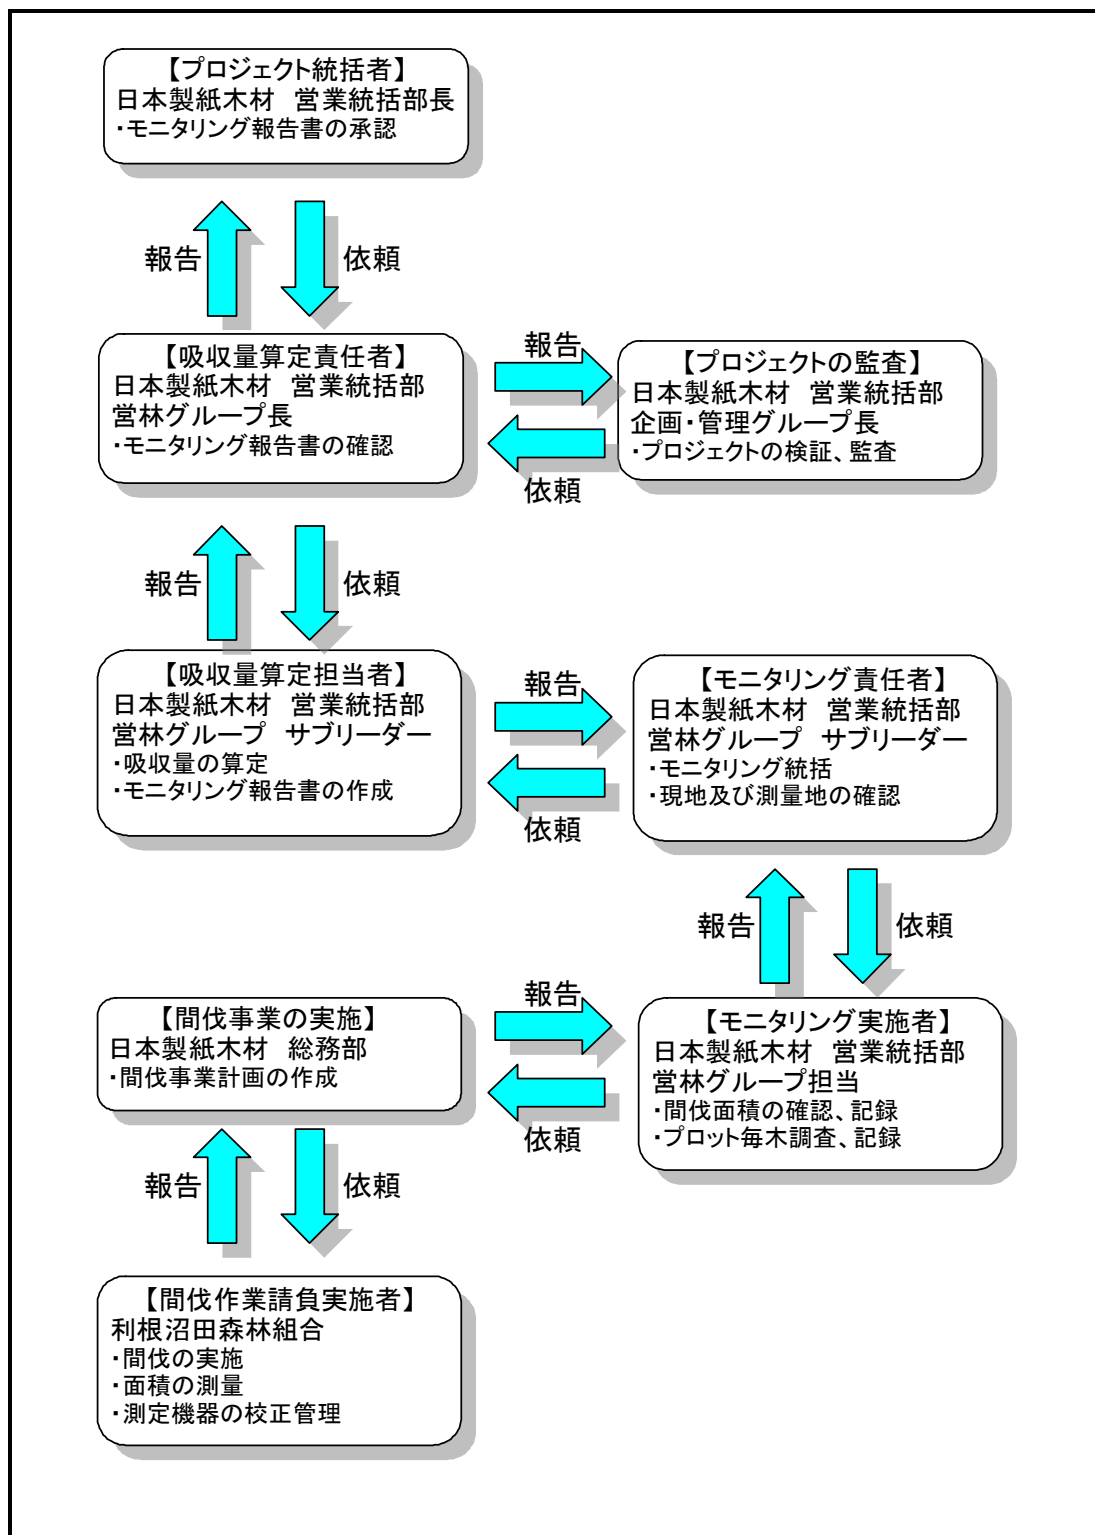 【プロジェクト統括者】
日本製紙木材　営業統括部長
・モニタリング報告書の承認
報告
依頼
【吸収量算定責任者】
日本製紙木材　営業統括部
営林グループ長
・モニタリング報告書の確認
報告
依頼
【プロジェクトの監査】
日本製紙木材　営業統括部
企画・管理グループ長
・プロジェクトの検証、監査
報告
依頼
【吸収量算定担当者】
日本製紙木材　営業統括部
営林グループ　サブリーダー
・吸収量の算定
・モニタリング報告書の作成
報告
依頼
【モニタリング責任者】
日本製紙木材　営業統括部
営林グループ　サブリーダー
・モニタリング統括
・現地及び測量地の確認
報告
依頼
【間伐事業の実施】
日本製紙木材　総務部
・間伐事業計画の作成
報告
依頼
【モニタリング実施者】
日本製紙木材　営業統括部
営林グループ担当
・間伐面積の確認、記録
・プロット毎木調査、記録
報告
依頼
【間伐作業請負実施者】
利根沼田森林組合
・間伐の実施
・面積の測量
・測定機器の校正管理